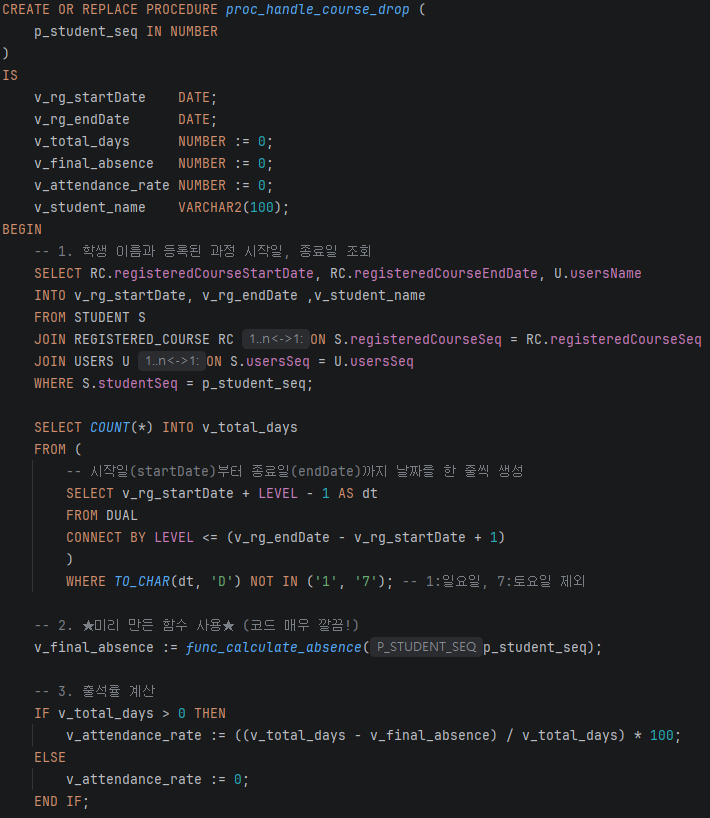 CREATE OR REPLACE PROCEDURE proc_handle_course_drop (
    p_student_seq IN NUMBER
)
IS
    v_rg_startDate    DATE;
    v_rg_endDate      DATE;
    v_total_days      NUMBER := 0;
    v_final_absence   NUMBER := 0;
    v_attendance_rate NUMBER := 0;
    v_student_name    VARCHAR2(100);
BEGIN
    -- 1. 학생 이름과 등록된 과정 시작일, 종료일 조회
    SELECT RC.registeredCourseStartDate, RC.registeredCourseEndDate, U.usersName
    INTO v_rg_startDate, v_rg_endDate ,v_student_name
    FROM STUDENT S
    JOIN REGISTERED_COURSE RC 1..n<->1: ON S.registeredCourseSeq = RC.registeredCourseSeq
    JOIN USERS U 1..n<->1: ON S.usersSeq = U.usersSeq
    WHERE S.studentSeq = p_student_seq;

    SELECT COUNT(*) INTO v_total_days
    FROM (
        -- 시작일(startDate)부터 종료일(endDate)까지 날짜를 한 줄씩 생성
        SELECT v_rg_startDate + LEVEL - 1 AS dt
        FROM DUAL
        CONNECT BY LEVEL <= (v_rg_endDate - v_rg_startDate + 1)
        )
        WHERE TO_CHAR(dt, 'D') NOT IN ('1', '7'); -- 1:일요일, 7:토요일 제외

    -- 2. ★미리 만든 함수 사용★ (코드 매우 깔끔!)
    v_final_absence := func_calculate_absence( P_STUDENT_SEQ p_student_seq);

    -- 3. 출석률 계산
    IF v_total_days > 0 THEN
        v_attendance_rate := ((v_total_days - v_final_absence) / v_total_days) * 100;
    ELSE
        v_attendance_rate := 0;
    END IF;